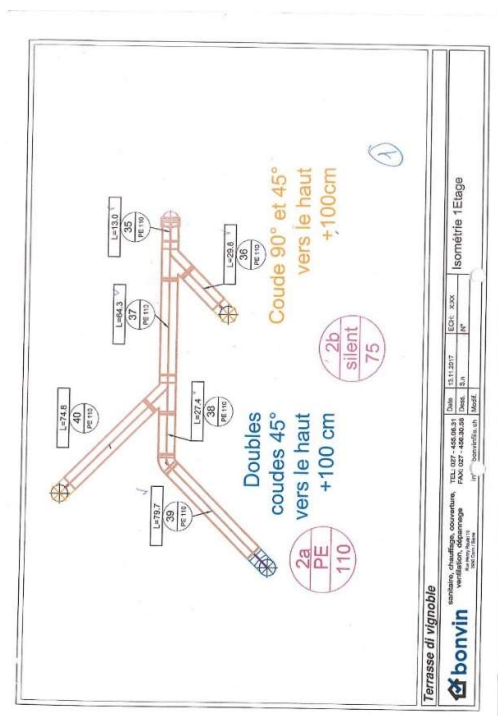 L=74.8
40
PE 110
L=64.3
37
PE 110
L=13.0
35
PE 110
L=29.8
36
PE 110
L=79.7
39
PE 110
L=27.4
38
PE 110
2a
PE
110
Doubles
coudes 45°
vers le haut
+100 cm
2b
silent
75
Coude 90° et 45°
vers le haut
+100cm
1
Terrasse di vignoble
bonvin
sanitaire, chauffage, couverture,
ventilation, dépannage
TEL: 027 - 455.06.31
FAX: 027 - 456.30.58
bonvinfils.ch
Date 13.11.2017
Dess. S.n
Modif.
ECH: XXX
N°
Isométrie 1Etage